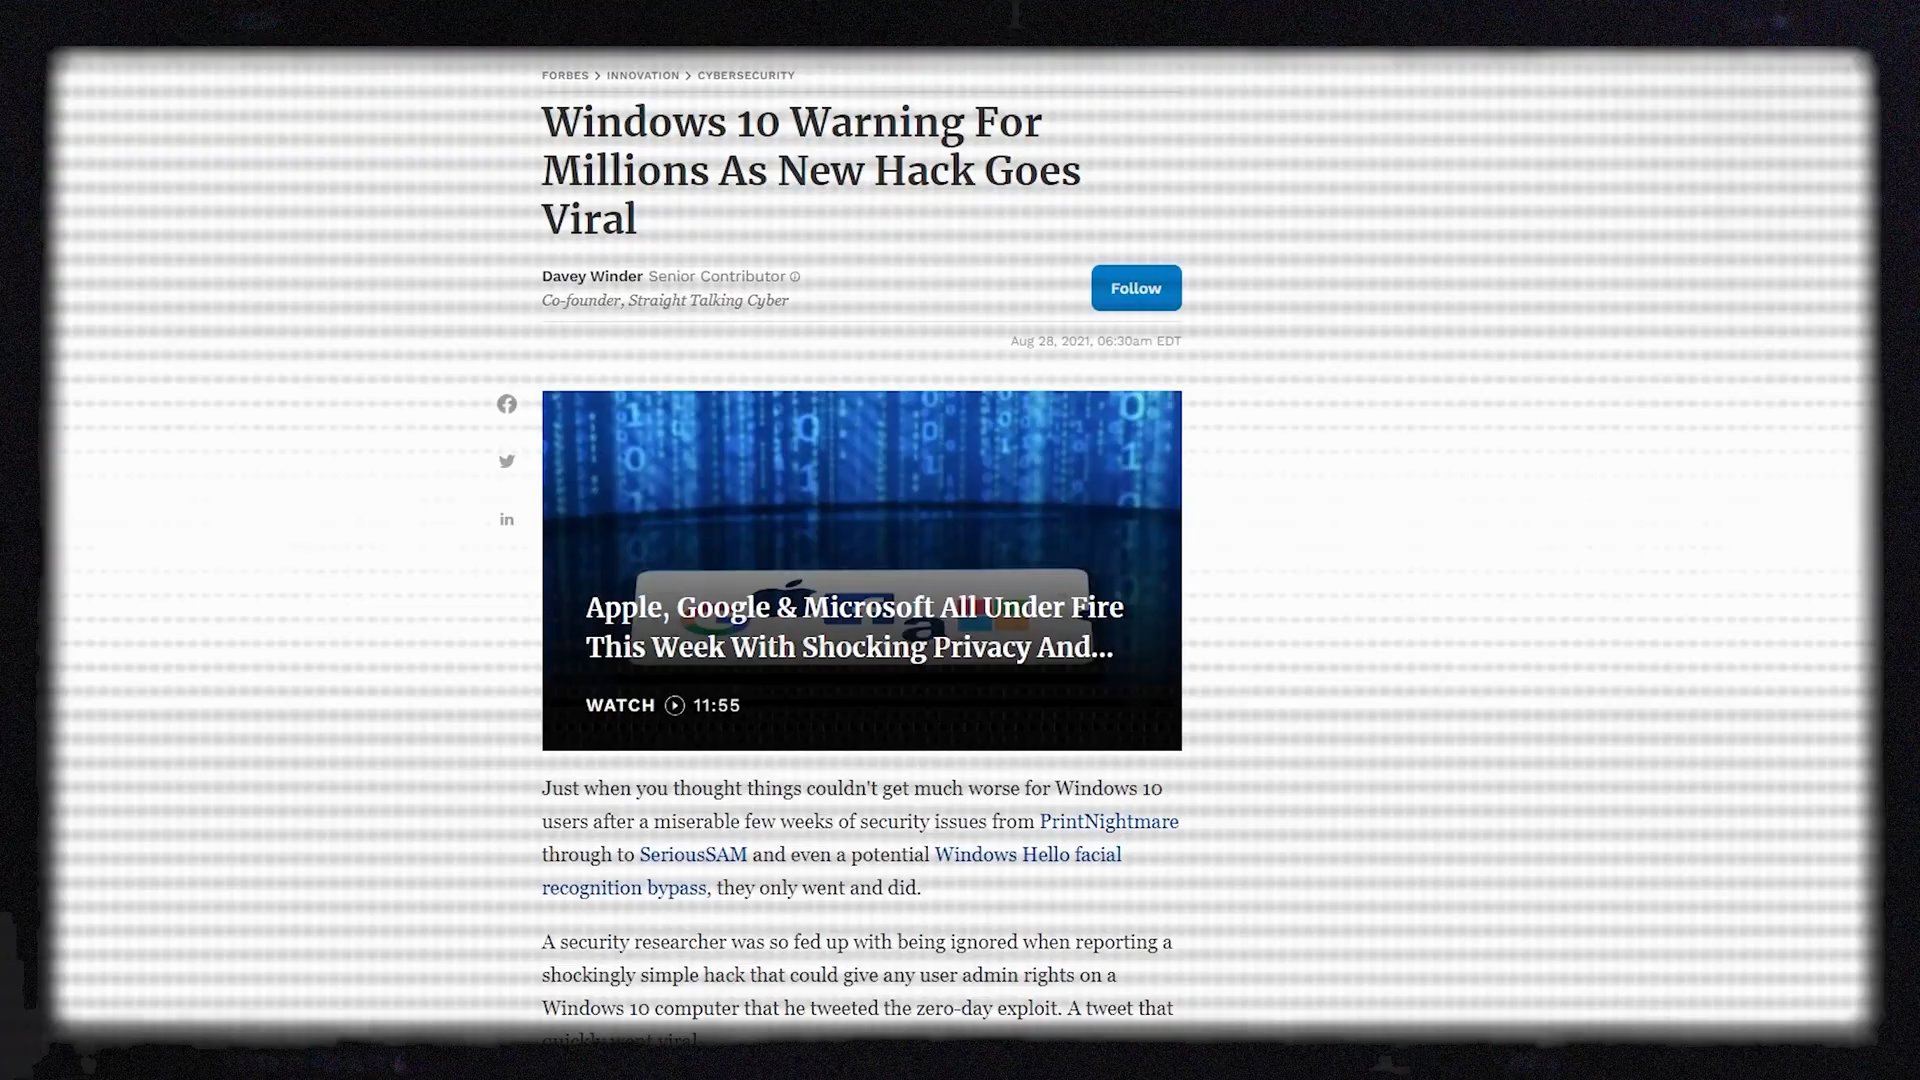 FORBES > INNOVATION > CYBERSECURITY
Windows 10 Warning For
Millions As New Hack Goes
Viral
Davey Winder Senior Contributor
Co-founder, Straight Talking Cyber
Follow
Aug 28, 2021, 06:30am EDT
Apple, Google & Microsoft All Under Fire
This Week With Shocking Privacy And...
WATCH 11:55
Just when you thought things couldn't get much worse for Windows 10
users after a miserable few weeks of security issues from PrintNightmare
through to SeriousSAM and even a potential Windows Hello facial
recognition bypass, they only went and did.
A security researcher was so fed up with being ignored when reporting a
shockingly simple hack that could give any user admin rights on a
Windows 10 computer that he tweeted the zero-day exploit. A tweet that
quickly went viral.